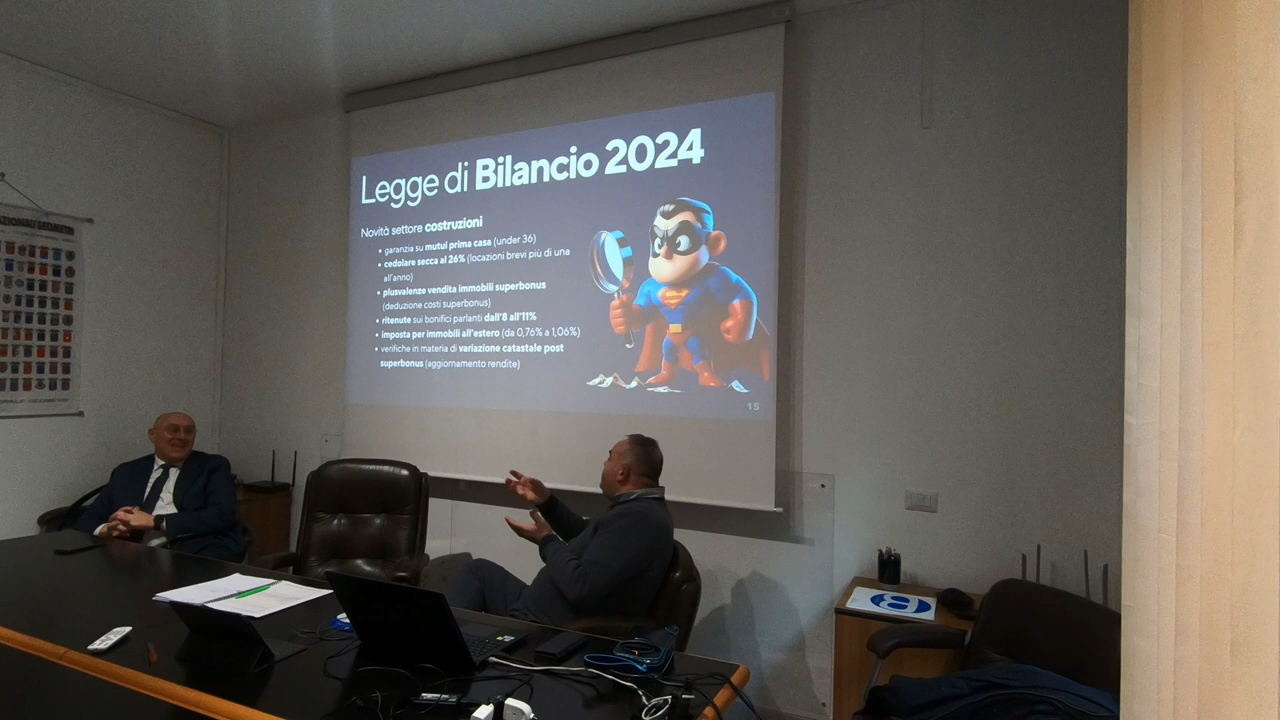 Legge di Bilancio 2024
Novità settore costruzioni
• garanzia su mutui prima casa (under 36)
• cedolare secca al 26% (locazioni brevi più di una
all'anno)
• plusvalenze vendita immobili superbonus
(deduzione costi superbonus)
• ritenute sui bonifici parlanti dall'8 all'11%
• imposta per immobili all'estero (da 0,76% a 1,06%)
• verifiche in materia di variazione catastale post
superbonus (aggiornamento rendite)
15
GEOMETRI